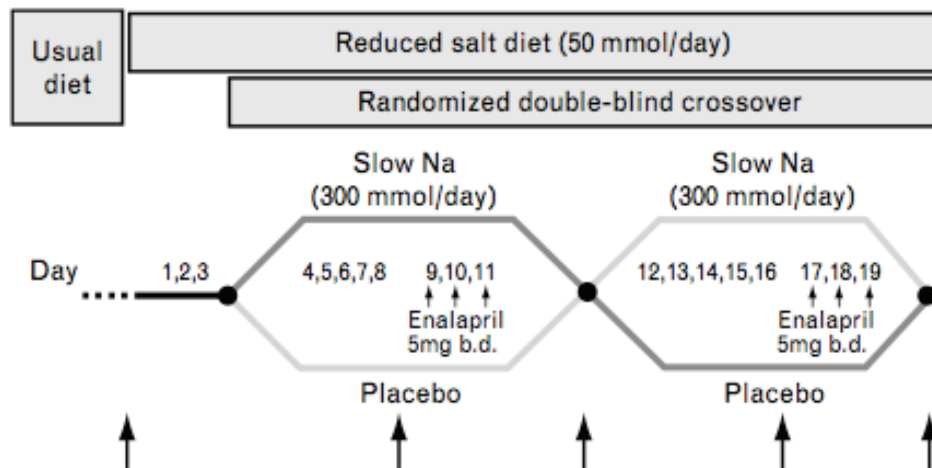 Usual
diet
Reduced salt diet (50 mmol/day)
Randomized double-blind crossover
Slow Na
(300 mmol/day)
Slow Na
(300 mmol/day)
Day
1,2,3
4,5,6,7,8
9,10,11
12,13,14,15,16
17,18,19
Enalapril
5mg b.d.
Enalapril
5mg b.d.
Placebo
Placebo